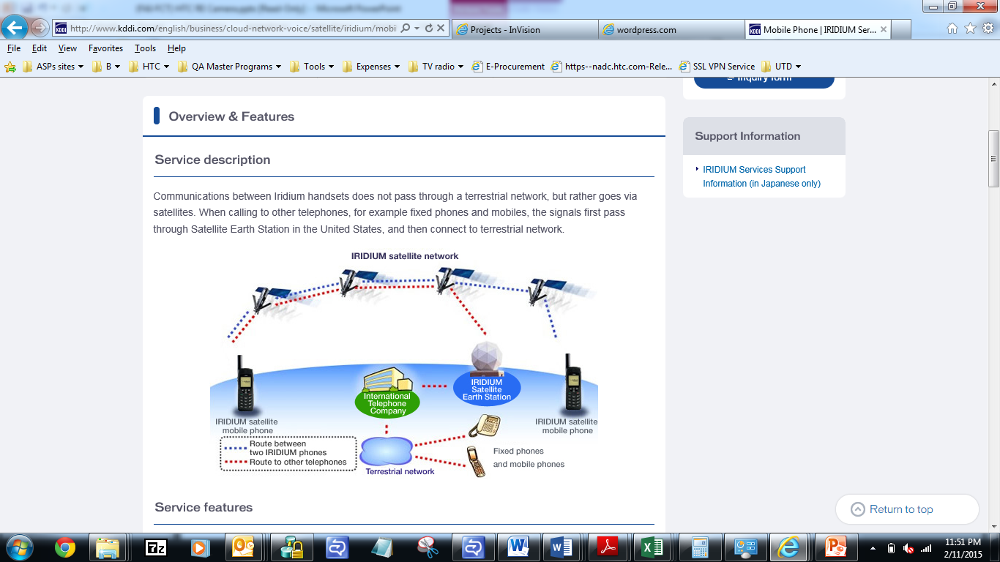 (FAll FCT) HTC RE Camera.pptx [Read-Only] - Microsoft PowerPoint
http://www.kddi.com/english/business/cloud-network-voice/satellite/iridium/mobi
Projects - InVision
wordpress.com
KDDI Mobile Phone | IRIDIUM Ser...
File Edit View Favorites Tools Help
ASPs sites B HTC QA Master Programs Tools Expenses TV radio E-Procurement https--nadc.htc.com-Rele... SSL VPN Service UTD
Inquiry form
Overview & Features
Service description
Communications between Iridium handsets does not pass through a terrestrial network, but rather goes via
satellites. When calling to other telephones, for example fixed phones and mobiles, the signals first pass
through Satellite Earth Station in the United States, and then connect to terrestrial network.
IRIDIUM satellite network
IRIDIUM
Satellite
Earth Station
International
Telephone
Company
IRIDIUM satellite
mobile phone
IRIDIUM satellite
mobile phone
Route between
two IRIDIUM phones
Route to other telephones
Terrestrial network
Fixed phones
and mobile phones
Service features
Support Information
IRIDIUM Services Support
Information (in Japanese only)
Return to top
7z
11:51 PM
2/11/2015